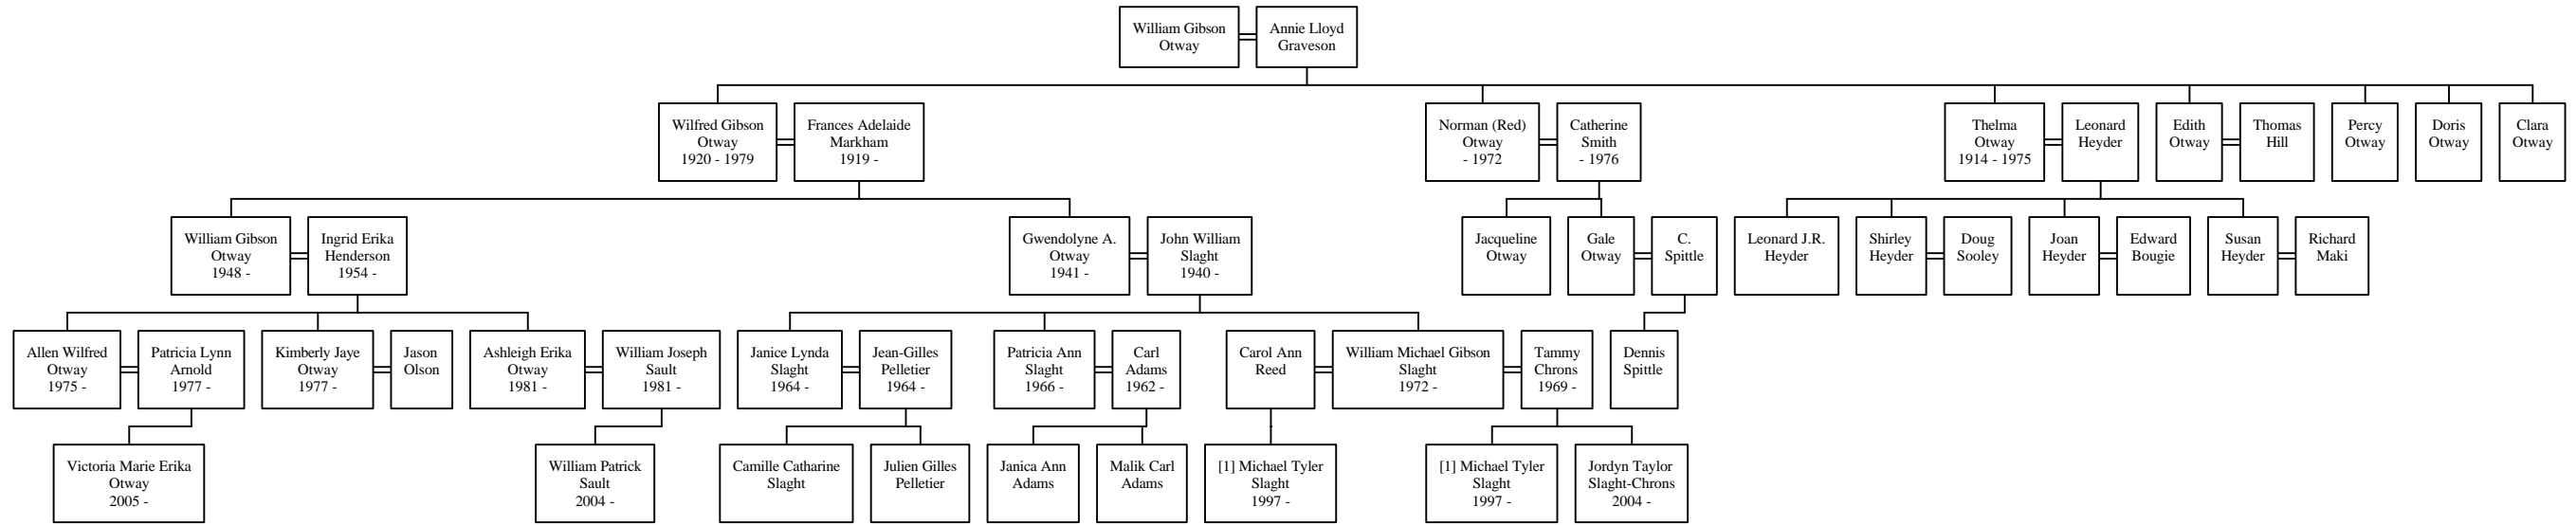 William Gibson
Otway
Annie Lloyd
Graveson
Wilfred Gibson
Otway
1920 - 1979
Frances Adelaide
Markham
1919 -
Norman (Red)
Otway
- 1972
Catherine
Smith
- 1976
Thelma
Otway
1914 - 1975
Leonard
Heyder
Edith
Otway
Thomas
Hill
Percy
Otway
Doris
Otway
Clara
Otway
William Gibson
Otway
1948 -
Ingrid Erika
Henderson
1954 -
Gwendolyne A.
Otway
1941 -
John William
Slaght
1940 -
Jacqueline
Otway
Gale
Otway
C.
Spittle
Leonard J.R.
Heyder
Shirley
Heyder
Doug
Sooley
Joan
Heyder
Edward
Bougie
Susan
Heyder
Richard
Maki
Allen Wilfred
Otway
1975 -
Patricia Lynn
Arnold
1977 -
Kimberly Jaye
Otway
1977 -
Jason
Olson
Ashleigh Erika
Otway
1981 -
William Joseph
Sault
1981 -
Janice Lynda
Slaght
1964 -
Jean-Gilles
Pelletier
1964 -
Patricia Ann
Slaght
1966 -
Carl
Adams
1962 -
Carol Ann
Reed
William Michael Gibson
Slaght
1972 -
Tammy
Chrons
1969 -
Dennis
Spittle
Victoria Marie Erika
Otway
2005 -
William Patrick
Sault
2004 -
Camille Catharine
Slaght
Julien Gilles
Pelletier
Janica Ann
Adams
Malik Carl
Adams
[1] Michael Tyler
Slaght
1997 -
[1] Michael Tyler
Slaght
1997 -
Jordyn Taylor
Slaght-Chrons
2004 -